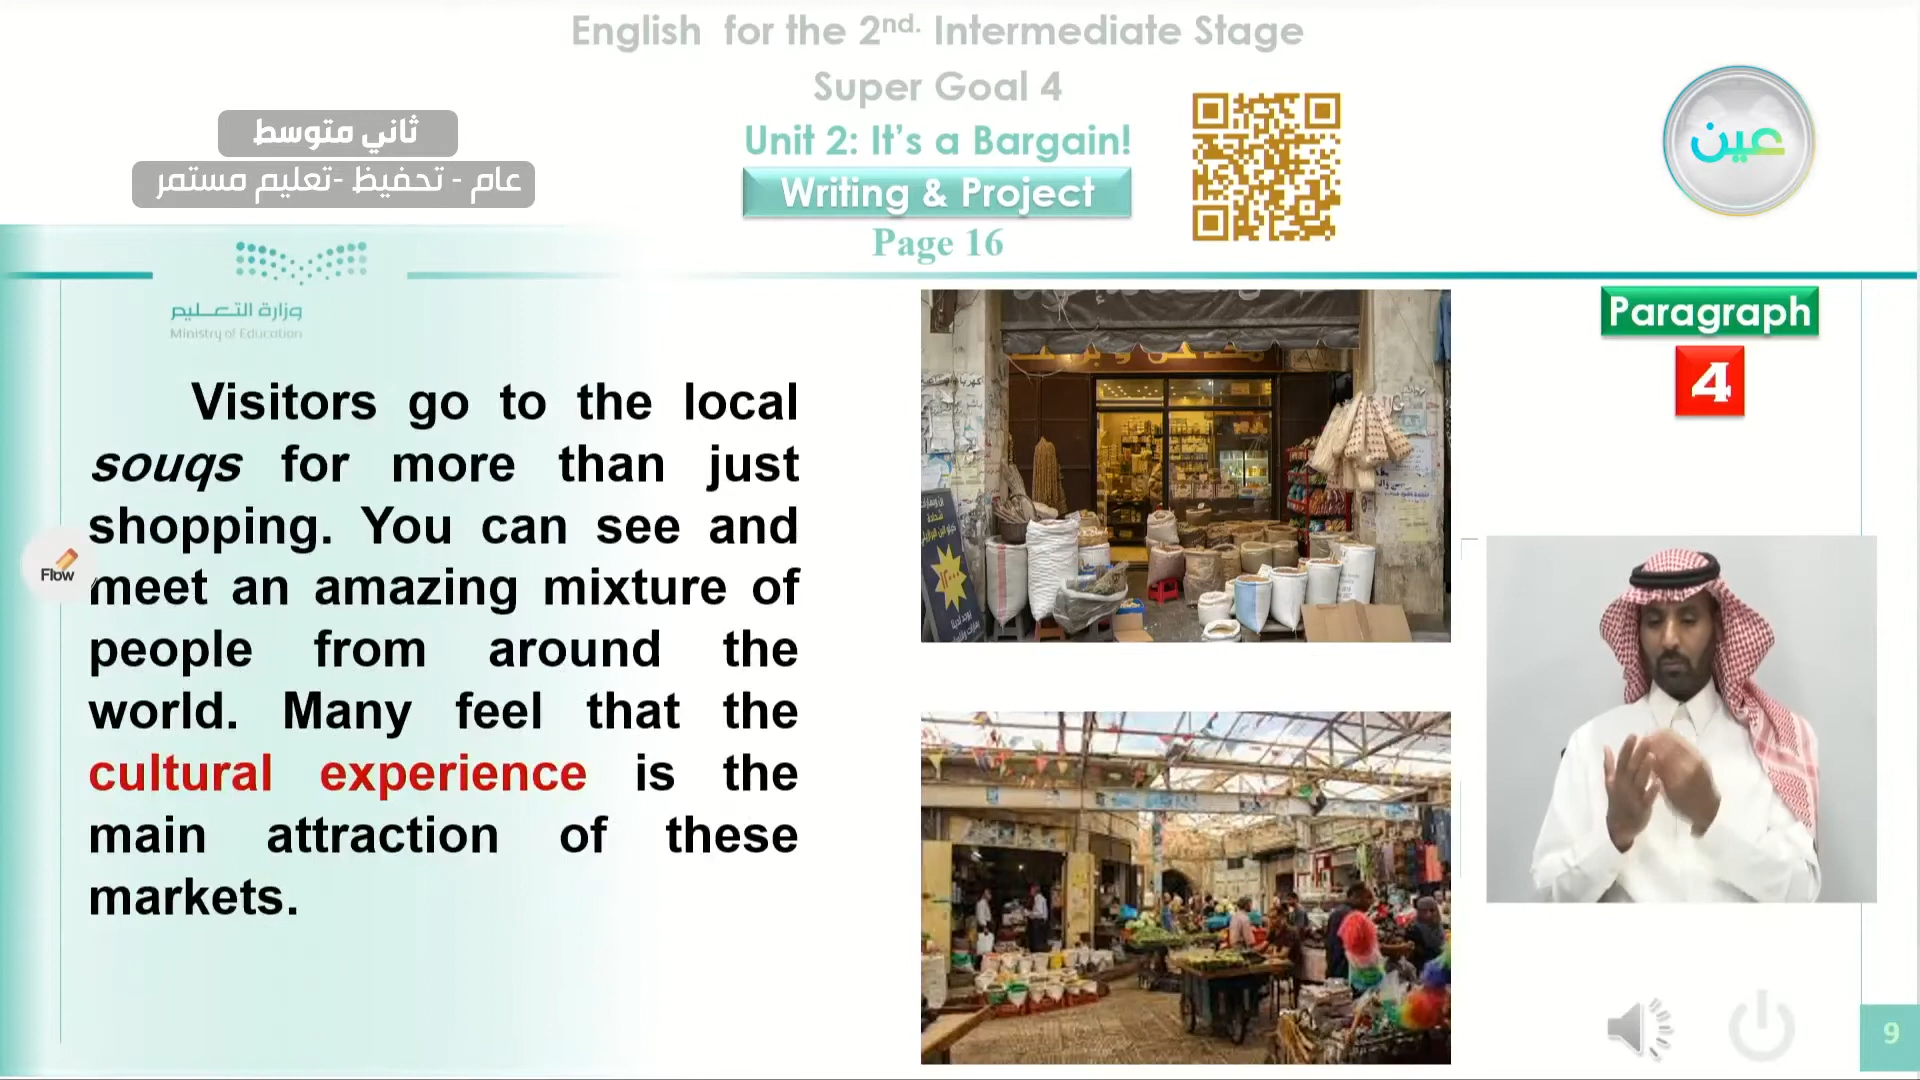 English for the 2nd. Intermediate Stage
Super Goal 4
Unit 2: It's a Bargain!
Writing & Project
Page 16
ثاني متوسط
عام - تحفيظ -تعليم مستمر
عين
وزارة التعليم
Ministry of Education
Paragraph
4
Visitors go to the local
souqs for more than just
shopping. You can see and
meet an amazing mixture of
people from around the
world. Many feel that the
cultural experience is the
main attraction of these
markets.
Flow
9